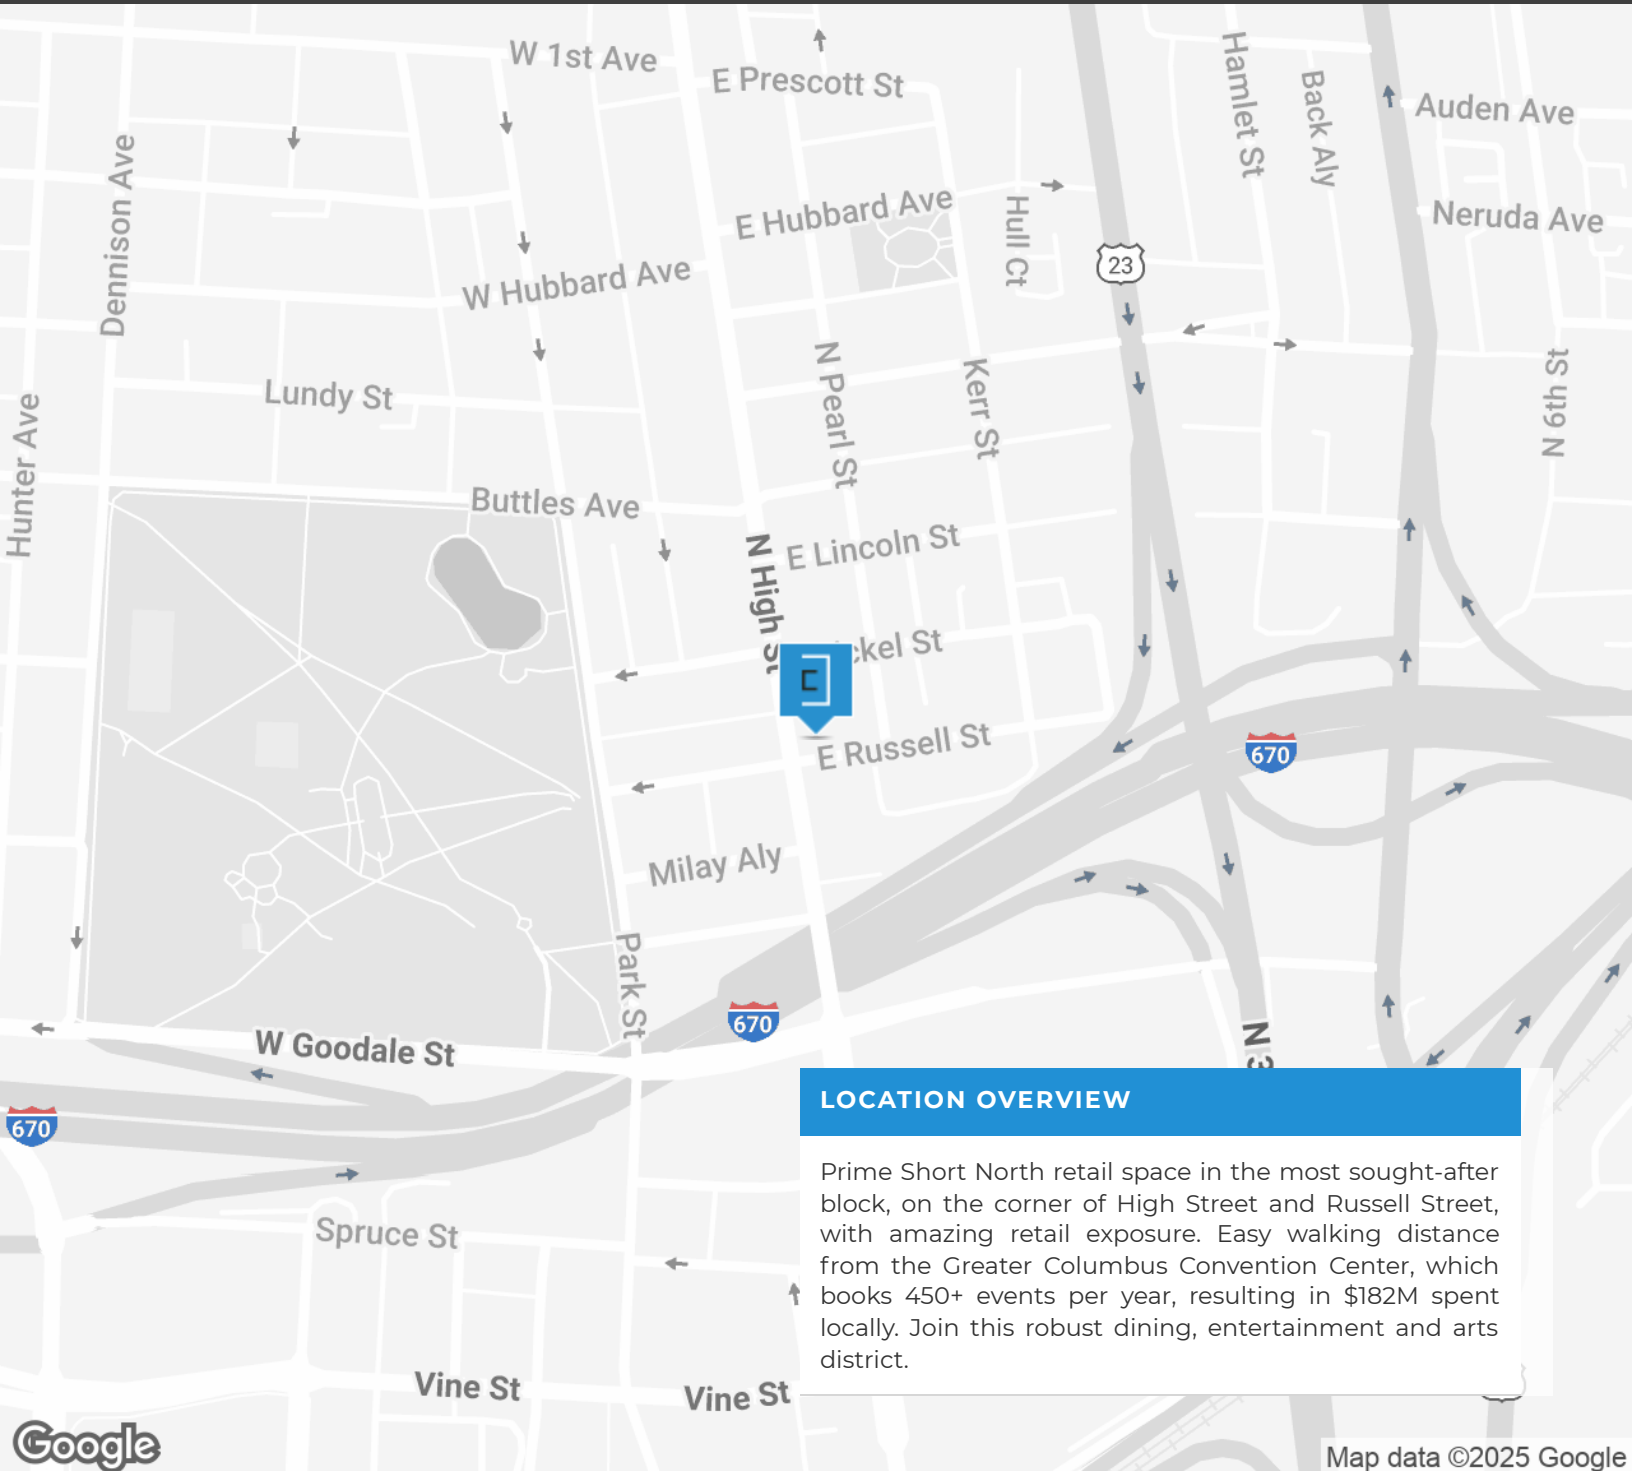 W 1st Ave
E Prescott St
Hamlet St
Back Aly
Auden Ave
Dennison Ave
E Hubbard Ave
Hull Ct
Neruda Ave
23
W Hubbard Ave
N Pearl St
Kerr St
N 6th St
Lundy St
Hunter Ave
Buttles Ave
N High St
E Lincoln St
ckel St
E Russell St
670
Milay Aly
Park St
670
W Goodale St
N 3
670
LOCATION OVERVIEW
Prime Short North retail space in the most sought-after
block, on the corner of High Street and Russell Street,
with amazing retail exposure. Easy walking distance
from the Greater Columbus Convention Center, which
books 450+ events per year, resulting in $182M spent
locally. Join this robust dining, entertainment and arts
district.
Spruce St
Vine St
Vine St
Google
Map data ©2025 Google